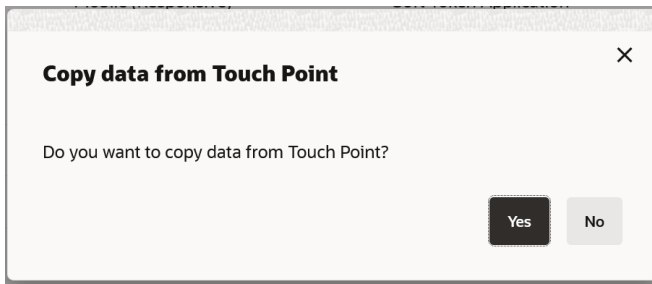 Copy data from Touch Point
Do you want to copy data from Touch Point?
Yes
No